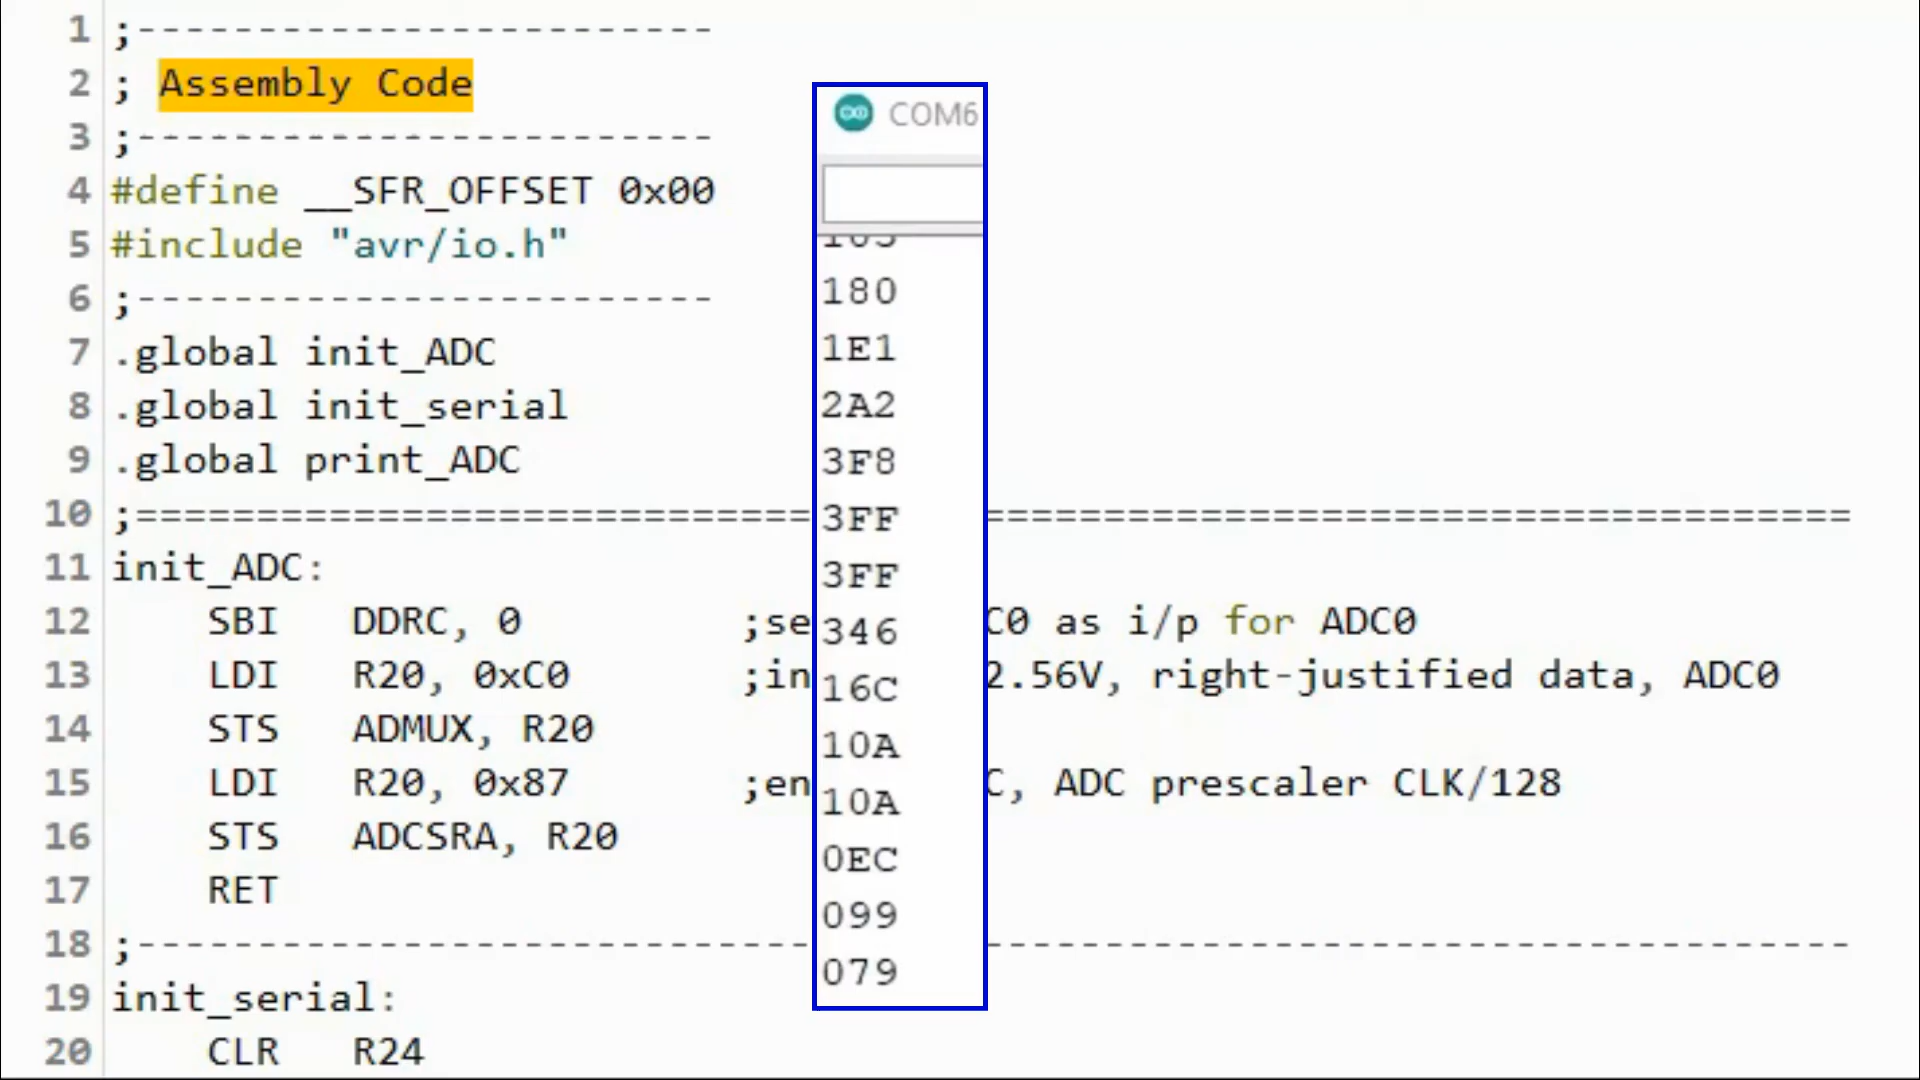 1 ;------------------------
2 ; Assembly Code
3 ;------------------------
4 #define __SFR_OFFSET 0x00
5 #include "avr/io.h"
6 ;------------------------
7 .global init_ADC
8 .global init_serial
9 .global print_ADC
10 ;========================================================================
11 init_ADC:
12 SBI DDRC, 0 ;se C0 as i/p for ADC0
13 LDI R20, 0xC0 ;in 2.56V, right-justified data, ADC0
14 STS ADMUX, R20
15 LDI R20, 0x87 ;en C, ADC prescaler CLK/128
16 STS ADCSRA, R20
17 RET
18 ;------------------------------------------------------------------------
19 init_serial:
20 CLR R24
COM6
180
1E1
2A2
3F8
3FF
3FF
346
16C
10A
10A
0EC
099
079